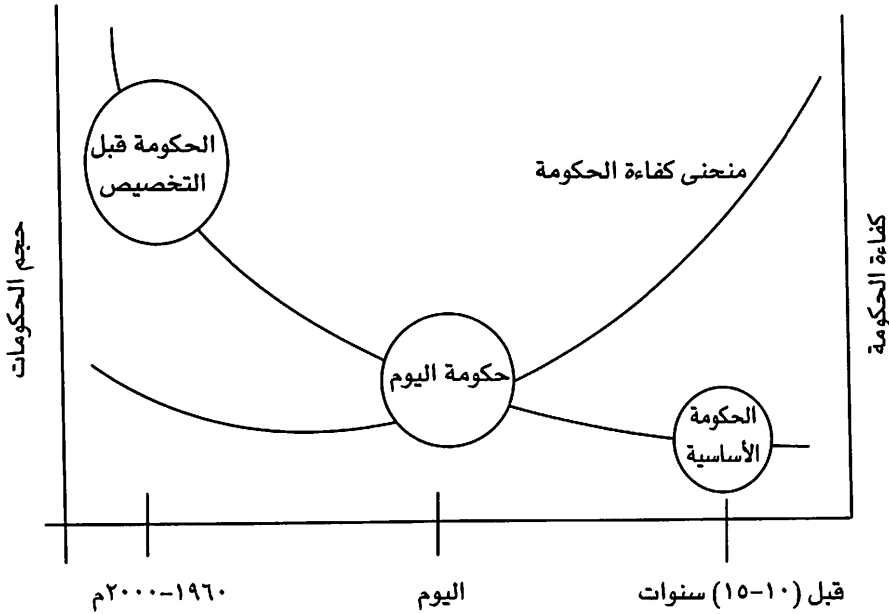 الحكومة قبل
التخصيص
منحنى كفاءة الحكومة
حجم الحكومات
كفاءة الحكومة
حكومة اليوم
الحكومة
الأساسية
قبل (١٠-١٥) سنوات
اليوم
١٩٦٠-٢٠٠٠م